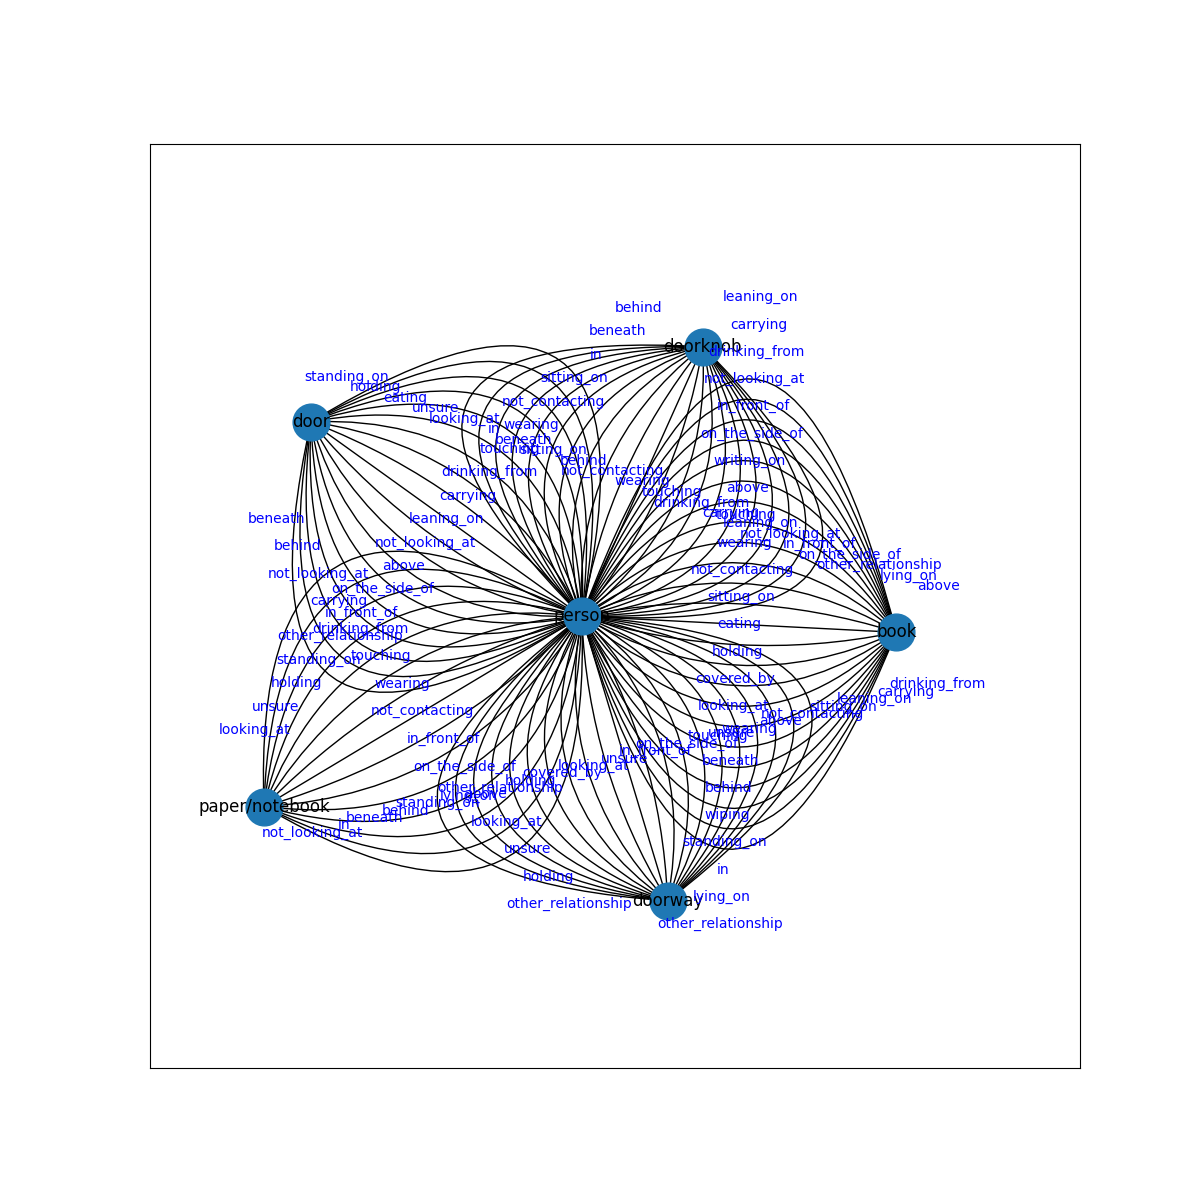 leaning_on
behind
carrying
beneath
doorknob
drinking_from
in
standing_on
sitting_on
not_looking_at
holding
eating
not_contacting
in_front_of
unsure
door
looking_at
wearing
in
on_the_side_of
beneath
touching
sitting_on
behind
writing_on
drinking_from
not_contacting
wearing
above
carrying
touching
drinking_from
carrying
touching
beneath
leaning_on
leaning_on
not_looking_at
behind
not_looking_at
wearing
in_front_of
on_the_side_of
above
other_relationship
not_looking_at
not_contacting
lying_on
on_the_side_of
above
carrying
sitting_on
in_front_of
person
drinking_from
eating
other_relationship
book
touching
holding
standing_on
covered_by
holding
wearing
drinking_from
carrying
unsure
looking_at
leaning_on
sitting_on
not_contacting
not_contacting
above
looking_at
wearing
unsure
touching
in_front_of
on_the_side_of
in_front_of
unsure
beneath
on_the_side_of
looking_at
covered_by
holding
other_relationship
behind
lying_on
above
standing_on
paper/notebook
behind
wiping
beneath
in
looking_at
not_looking_at
standing_on
unsure
in
holding
lying_on
doorway
other_relationship
other_relationship